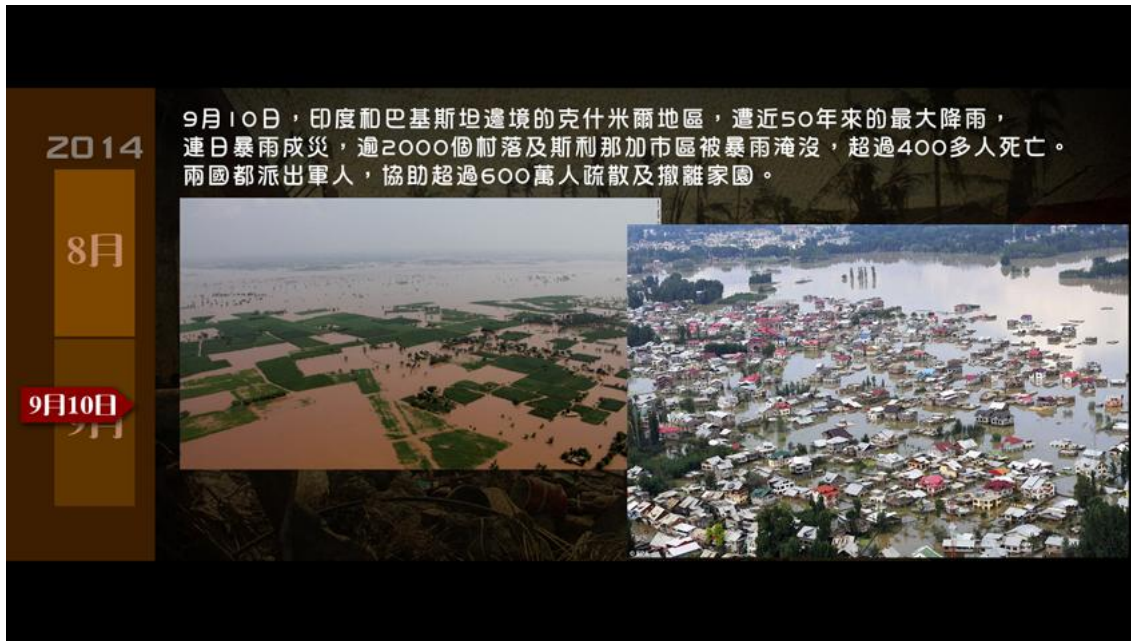 9月10日，印度和巴基斯坦邊境的克什米爾地區，遭近50年來的最大降雨，
連日暴雨成災，逾2000個村落及斯利那加市區被暴雨淹沒，超過400多人死亡。
兩國都派出軍人，協助超過600萬人疏散及撤離家園。
2014
8月
9月10日
9月